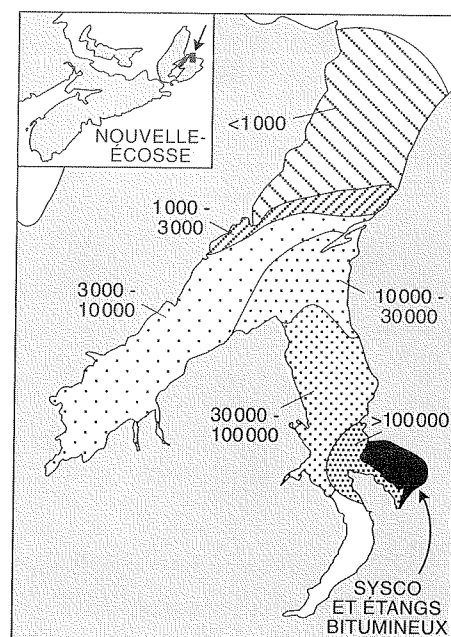 NOUVELLE-
ÉCOSSE
<1000
1000 -
3000
3000 -
10000
10000 -
30000
30000 -
100000
>100000
SYSCO
ET ÉTANGS
BITUMINEUX